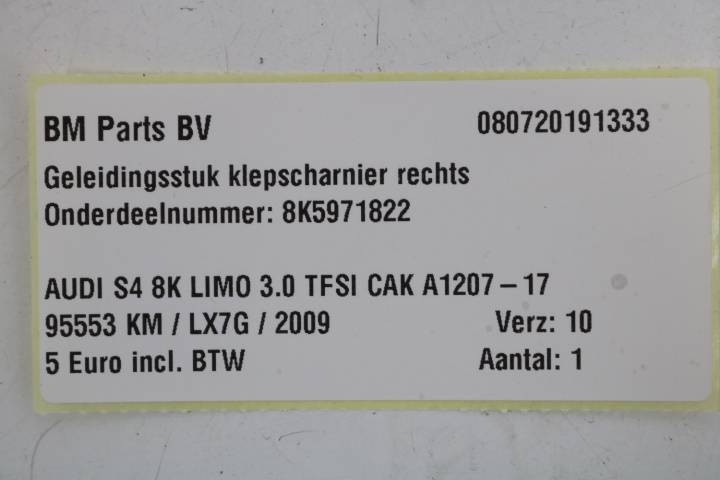 BM Parts BV 080720191333
Geleidingsstuk klepscharnier rechts
Onderdeelnummer: 8K5971822
AUDI S4 8K LIMO 3.0 TFSI CAK A1207-17
95553 KM / LX7G / 2009 Verz: 10
5 Euro incl. BTW Aantal: 1